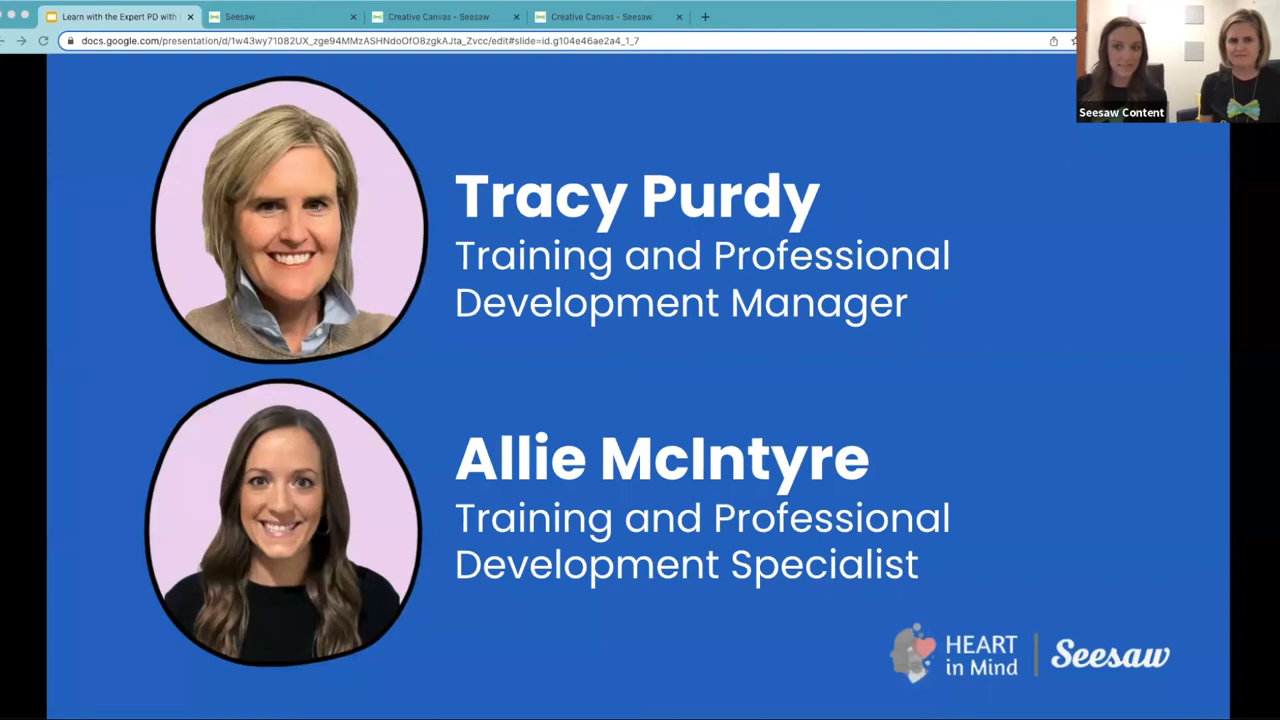 Learn with the Expert PD with
Seesaw
Creative Canvas - Seesaw
Creative Canvas - Seesaw
docs.google.com/presentation/d/1w43wy71082UX_zge94MMzASHNdoOfO8zgkAJta_Zvcc/edit#slide=id.g104e46ae2a4_1_7
Seesaw Content
Tracy Purdy
Training and Professional
Development Manager
Allie McIntyre
Training and Professional
Development Specialist
HEART
in Mind
Seesaw